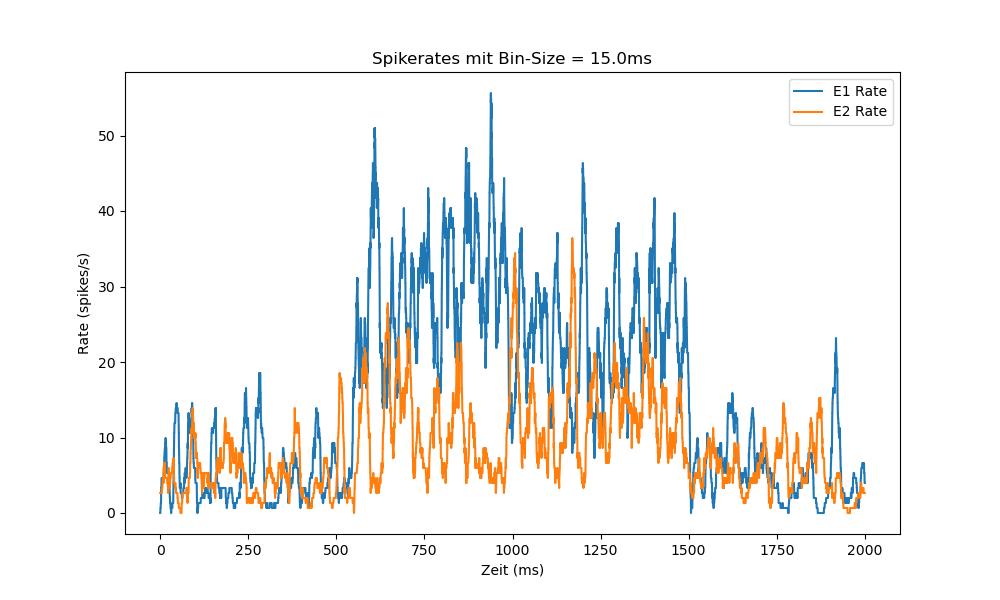 Spikerates mit Bin-Size = 15.0ms
E1 Rate
E2 Rate
50
40
30
20
10
0
Rate (spikes/s)
0 250 500 750 1000 1250 1500 1750 2000
Zeit (ms)